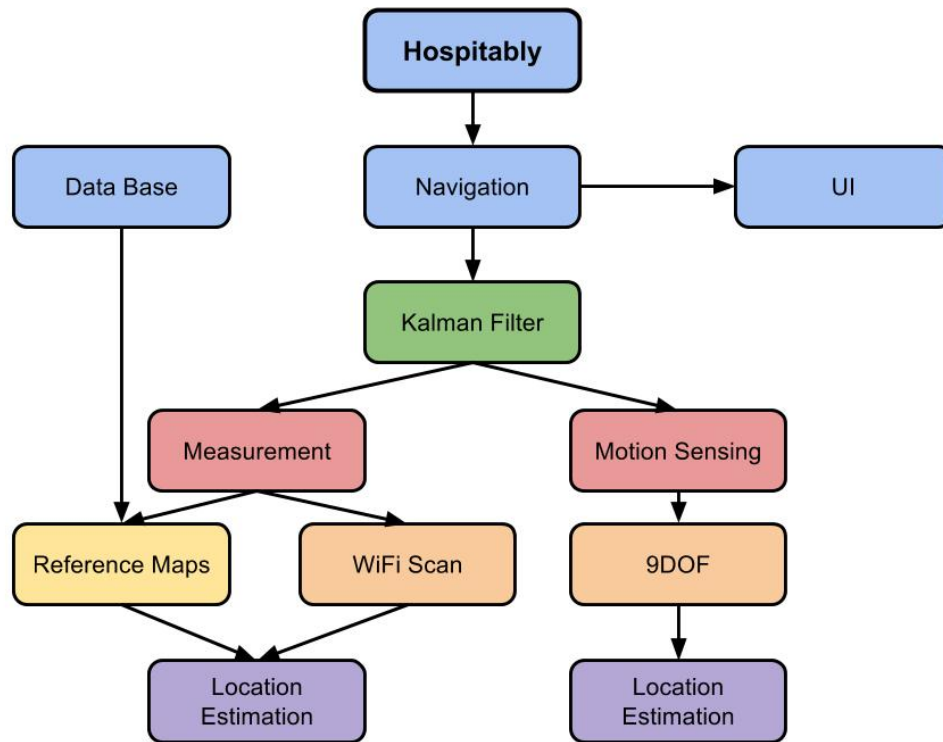 Hospitably
Data Base
Navigation
UI
Kalman Filter
Measurement
Motion Sensing
Reference Maps
WiFi Scan
9DOF
Location
Estimation
Location
Estimation